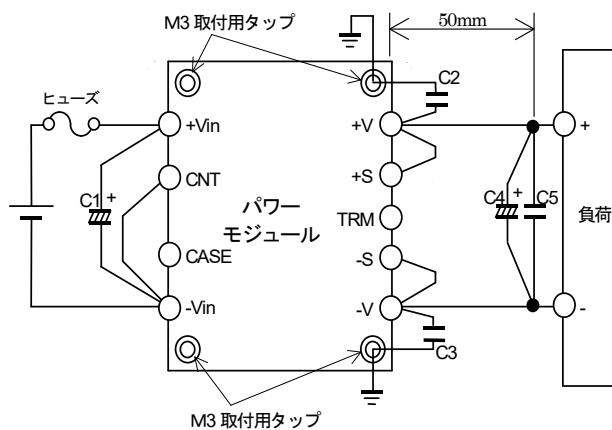 M3 取付用タップ
50mm
C2
ヒューズ
+Vin
+V
+
CNT
+S
C1
+
パワー
モジュール
TRM
C4
+
C5
負荷
CASE
-S
-Vin
-V
-
C3
M3 取付用タップ